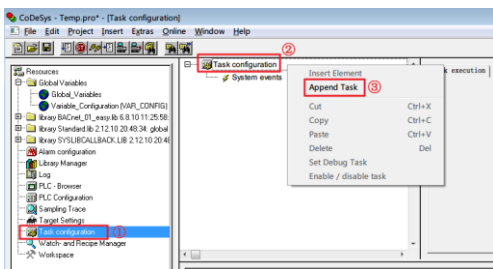 CoDeSys - Temp.pro* - [Task configuration]
File Edit Project Insert Extras Online Window Help
②
Resources
Global Variables
Global_Variables
Variable_Configuration (VAR_CONFIG)
library BACnet_01_easy.lib 6.8.10 11:25:58:
library Standard.lib 2.12.10 20:48:34: global
library SYSLIBCALLBACK.LIB 2.12.10 20:4
Alarm configuration
Library Manager
Log
PLC - Browser
PLC Configuration
Sampling Trace
Target Settings
Task configuration ①
Watch- and Recipe Manager
Workspace
Task configuration
System events
Insert Element
Append Task ③
Cut Ctrl+X
Copy Ctrl+C
Paste Ctrl+V
Delete Del
Set Debug Task
Enable / disable task
k execution